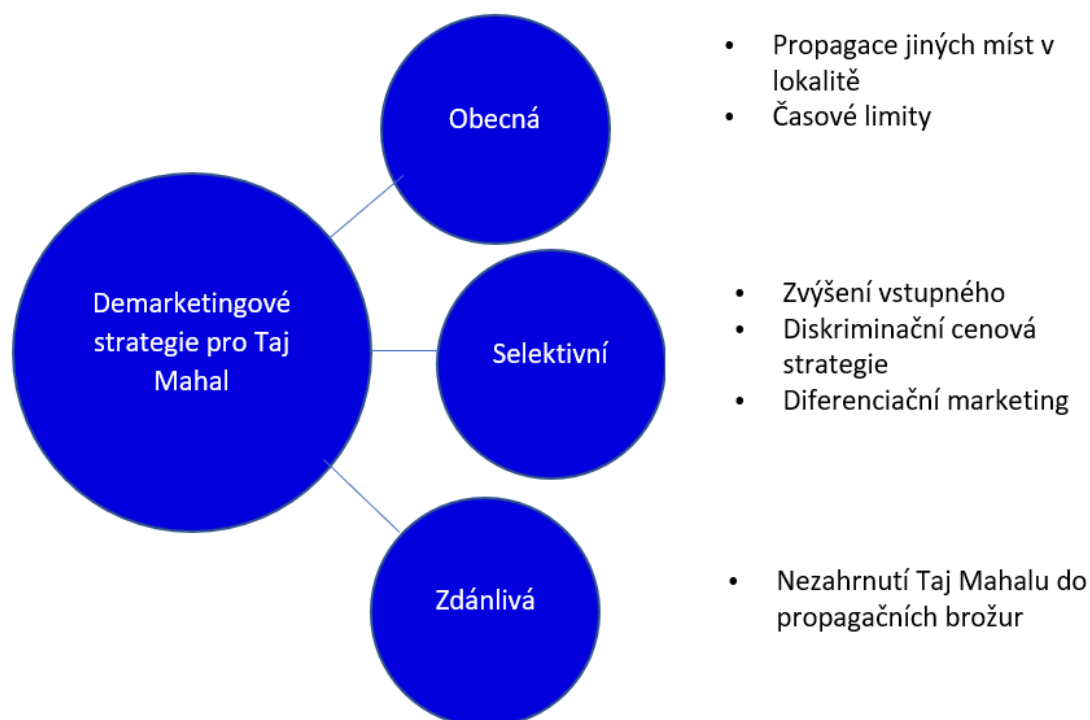 Obecná
• Propagace jiných míst v
lokalitě
• Časové limity
Demarketingové
strategie pro Taj
Mahal
Selektivní
• Zvýšení vstupného
• Diskriminační cenová
strategie
• Diferenciační marketing
Zdánlivá
• Nezahrnutí Taj Mahalu do
propagačních brožur